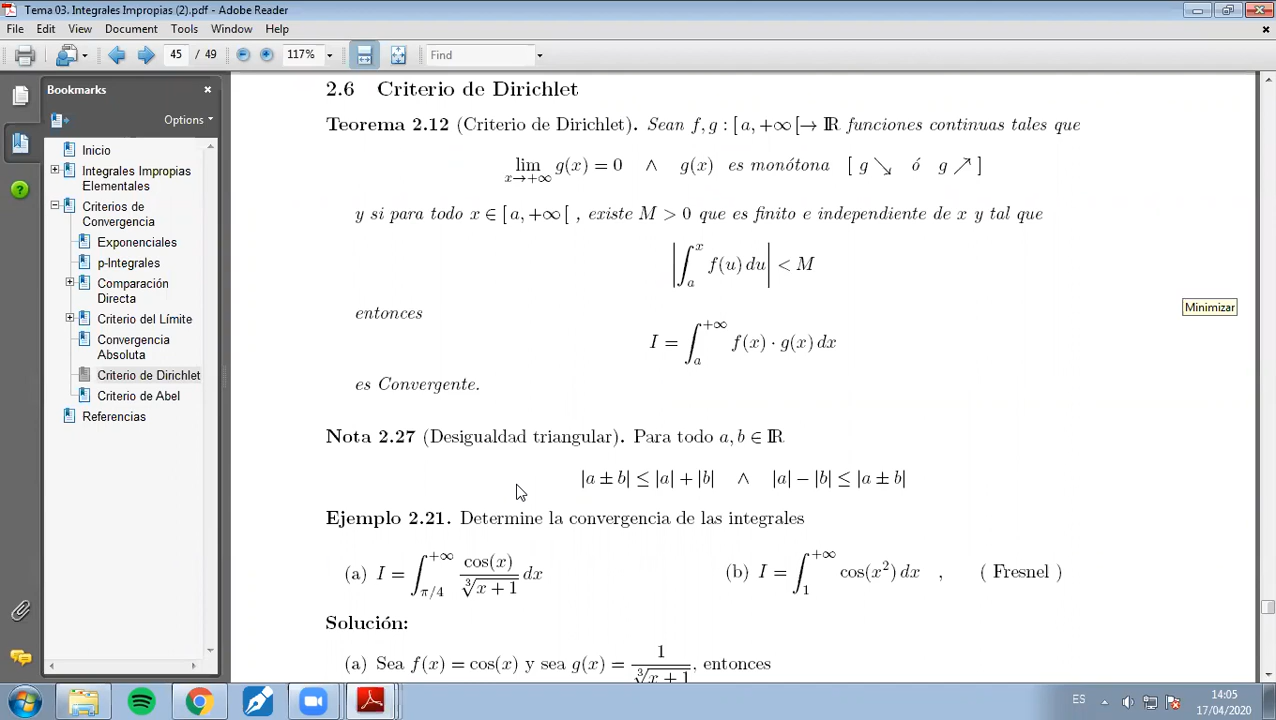 Tema 03. Integrales Impropias (2).pdf - Adobe Reader
File Edit View Document Tools Window Help
45 / 49 117% Find
Bookmarks
Options
Inicio
Integrales Impropias
Elementales
Criterios de
Convergencia
Exponenciales
p-Integrales
Comparación
Directa
Criterio del Límite
Convergencia
Absoluta
Criterio de Dirichlet
Criterio de Abel
Referencias
2.6 Criterio de Dirichlet
Teorema 2.12 (Criterio de Dirichlet). Sean f, g : [ a, +∞ [→ ℝ funciones continuas tales que
lim x→+∞ g(x) = 0 ∧ g(x) es monótona [ g ↘ ó g ↗ ]
y si para todo x ∈ [ a, +∞ [ , existe M > 0 que es finito e independiente de x y tal que
|∫_a^x f(u) du| < M
entonces
I = ∫_a^{+∞} f(x) · g(x) dx
es Convergente.
Nota 2.27 (Desigualdad triangular). Para todo a, b ∈ ℝ
|a ± b| ≤ |a| + |b| ∧ |a| − |b| ≤ |a ± b|
Ejemplo 2.21. Determine la convergencia de las integrales
(a) I = ∫_{π/4}^{+∞} cos(x)/∛(x + 1) dx (b) I = ∫_1^{+∞} cos(x²) dx , ( Fresnel )
Solución:
(a) Sea f(x) = cos(x) y sea g(x) = 1/∛(x + 1), entonces
Minimizar
ES
14:05
17/04/2020